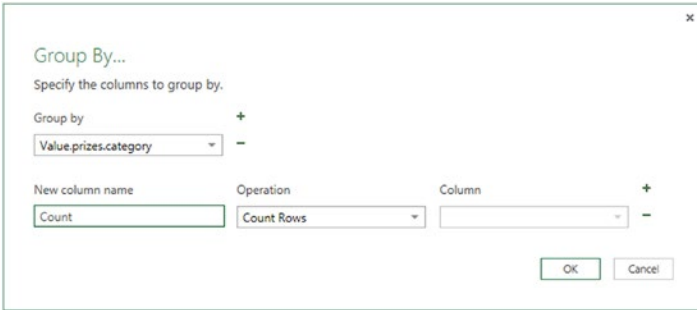 Group By...
Specify the columns to group by.
Group by
Value.prizes.category
New column name Operation Column
Count Count Rows
OK Cancel